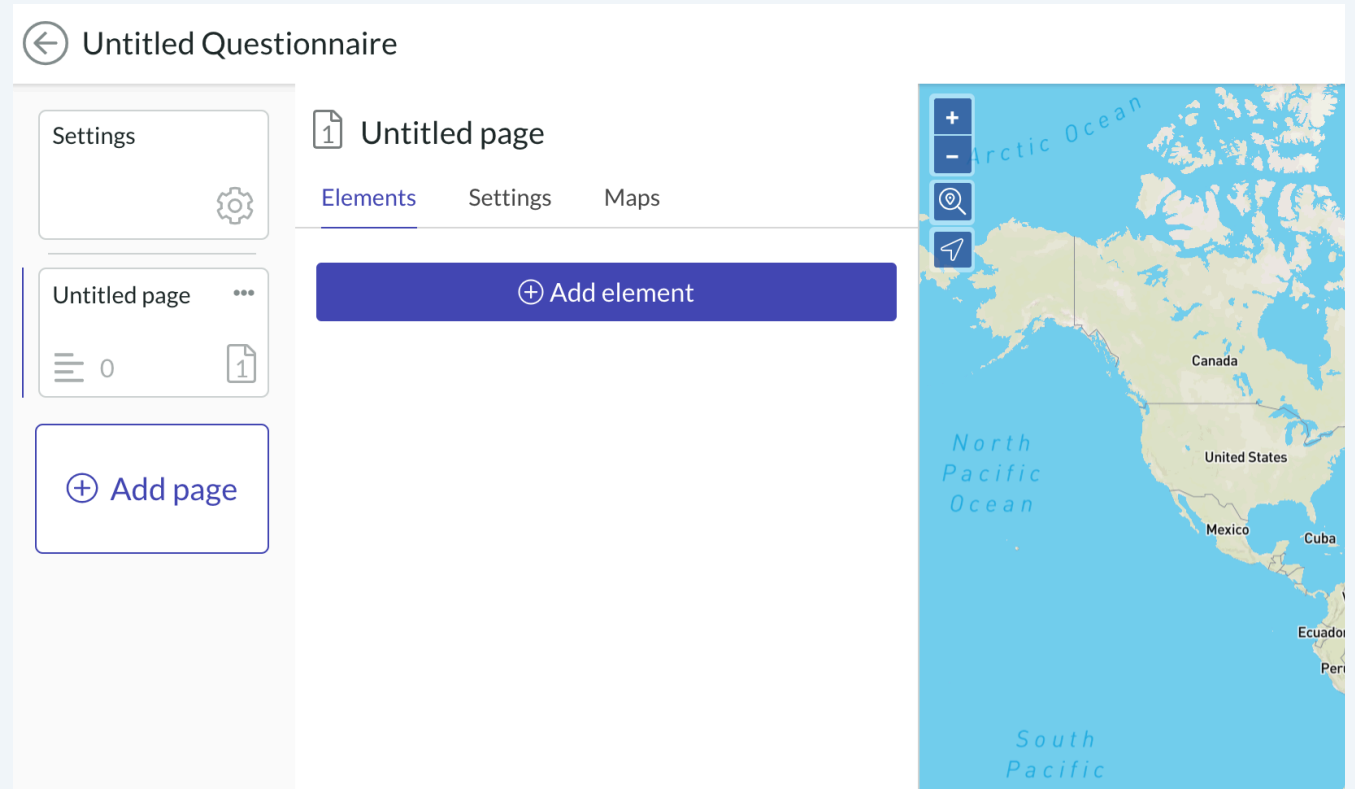 Untitled Questionnaire
Settings
Untitled page
0
1
Add page
1
Untitled page
Elements
Settings
Maps
Add element
Arctic Ocean
Canada
North
Pacific
Ocean
United States
Mexico
Cuba
Ecuador
South
Pacific